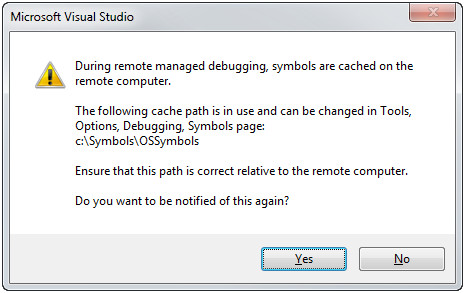 Microsoft Visual Studio
During remote managed debugging, symbols are cached on the
remote computer.
The following cache path is in use and can be changed in Tools,
Options, Debugging, Symbols page:
c:\Symbols\OSSymbols
Ensure that this path is correct relative to the remote computer.
Do you want to be notified of this again?
Yes
No